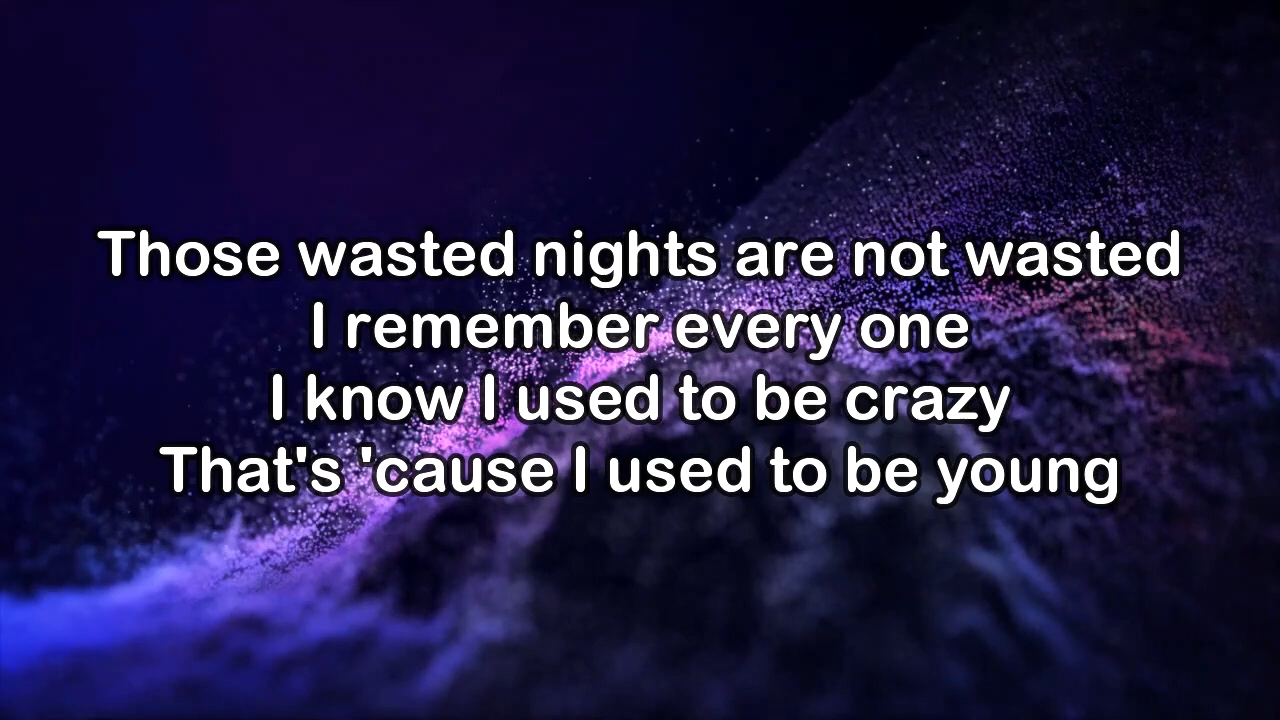 Those wasted nights are not wasted
I remember every one
I know I used to be crazy
That's 'cause I used to be young